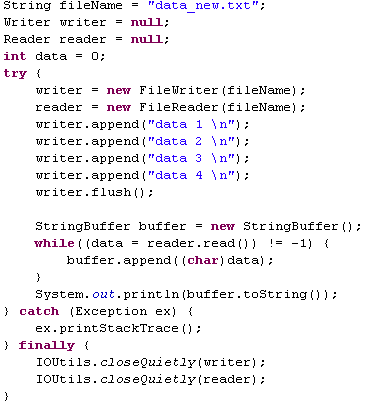 String fileName = "data_new.txt";
Writer writer = null;
Reader reader = null;
int data = 0;
try {
    writer = new FileWriter(fileName);
    reader = new FileReader(fileName);
    writer.append("data 1 \n");
    writer.append("data 2 \n");
    writer.append("data 3 \n");
    writer.append("data 4 \n");
    writer.flush();

    StringBuffer buffer = new StringBuffer();
    while((data = reader.read()) != -1) {
        buffer.append((char)data);
    }
    System.out.println(buffer.toString());
} catch (Exception ex) {
    ex.printStackTrace();
} finally {
    IOUtils.closeQuietly(writer);
    IOUtils.closeQuietly(reader);
}